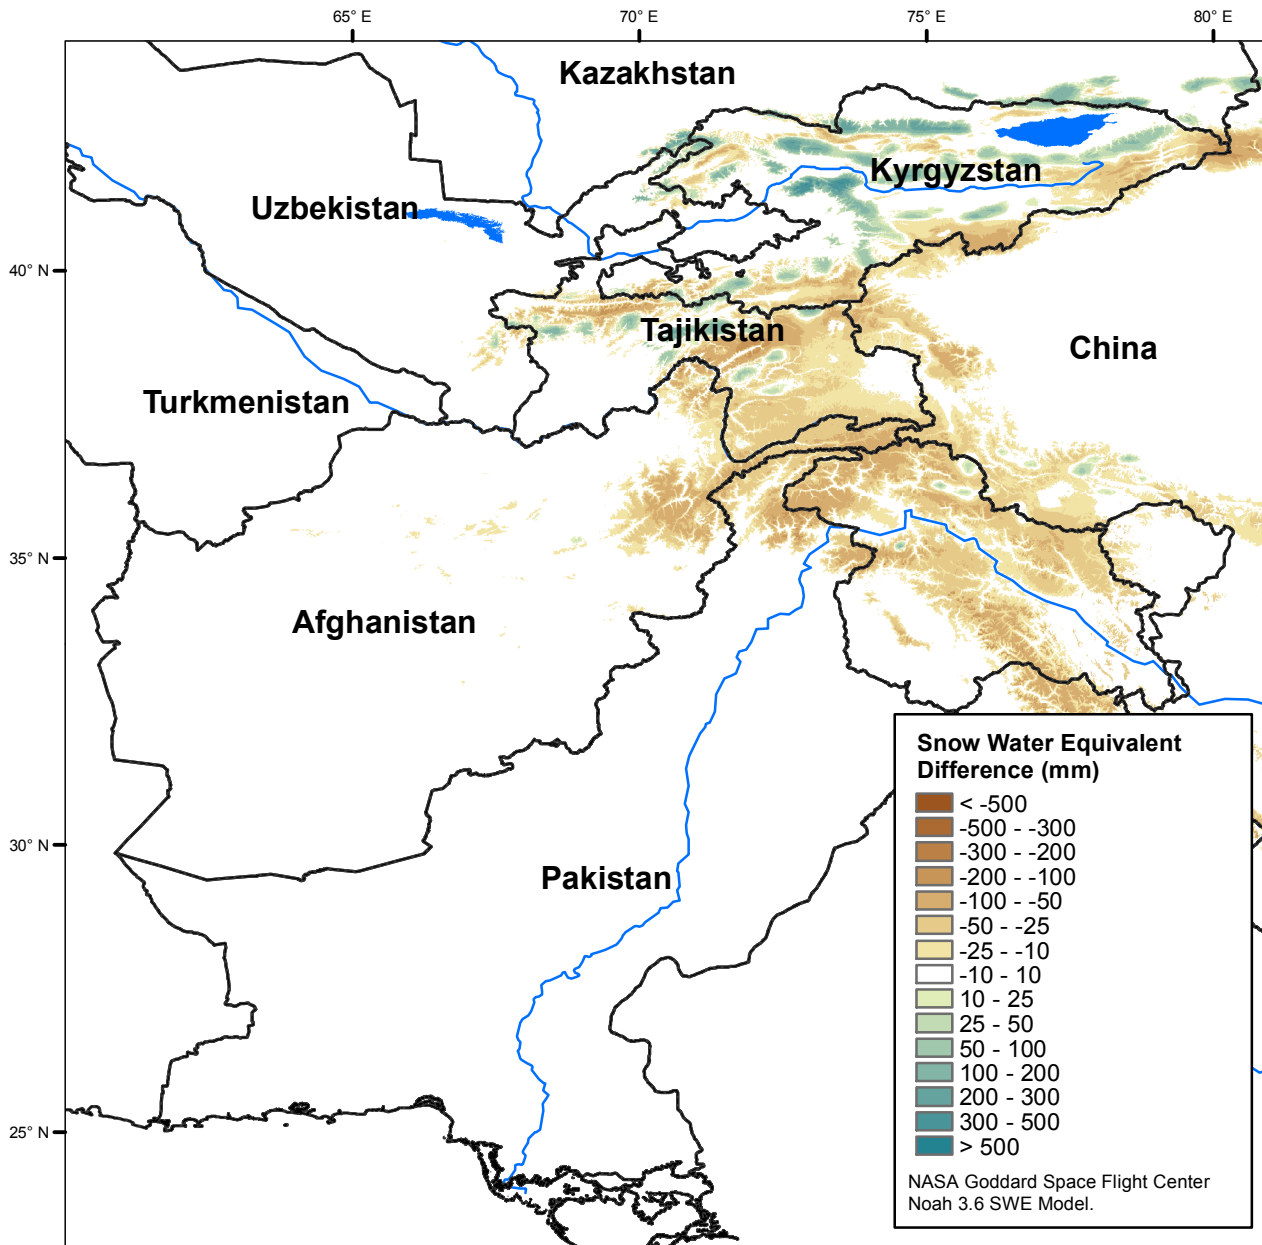 65° E
70° E
75° E
80° E
Kazakhstan
Kyrgyzstan
Uzbekistan
40° N
Tajikistan
China
Turkmenistan
35° N
Afghanistan
Snow Water Equivalent
Difference (mm)
< -500
-500 - -300
-300 - -200
-200 - -100
-100 - -50
-50 - -25
-25 - -10
-10 - 10
10 - 25
25 - 50
50 - 100
100 - 200
200 - 300
300 - 500
> 500
NASA Goddard Space Flight Center
Noah 3.6 SWE Model.
30° N
Pakistan
25° N